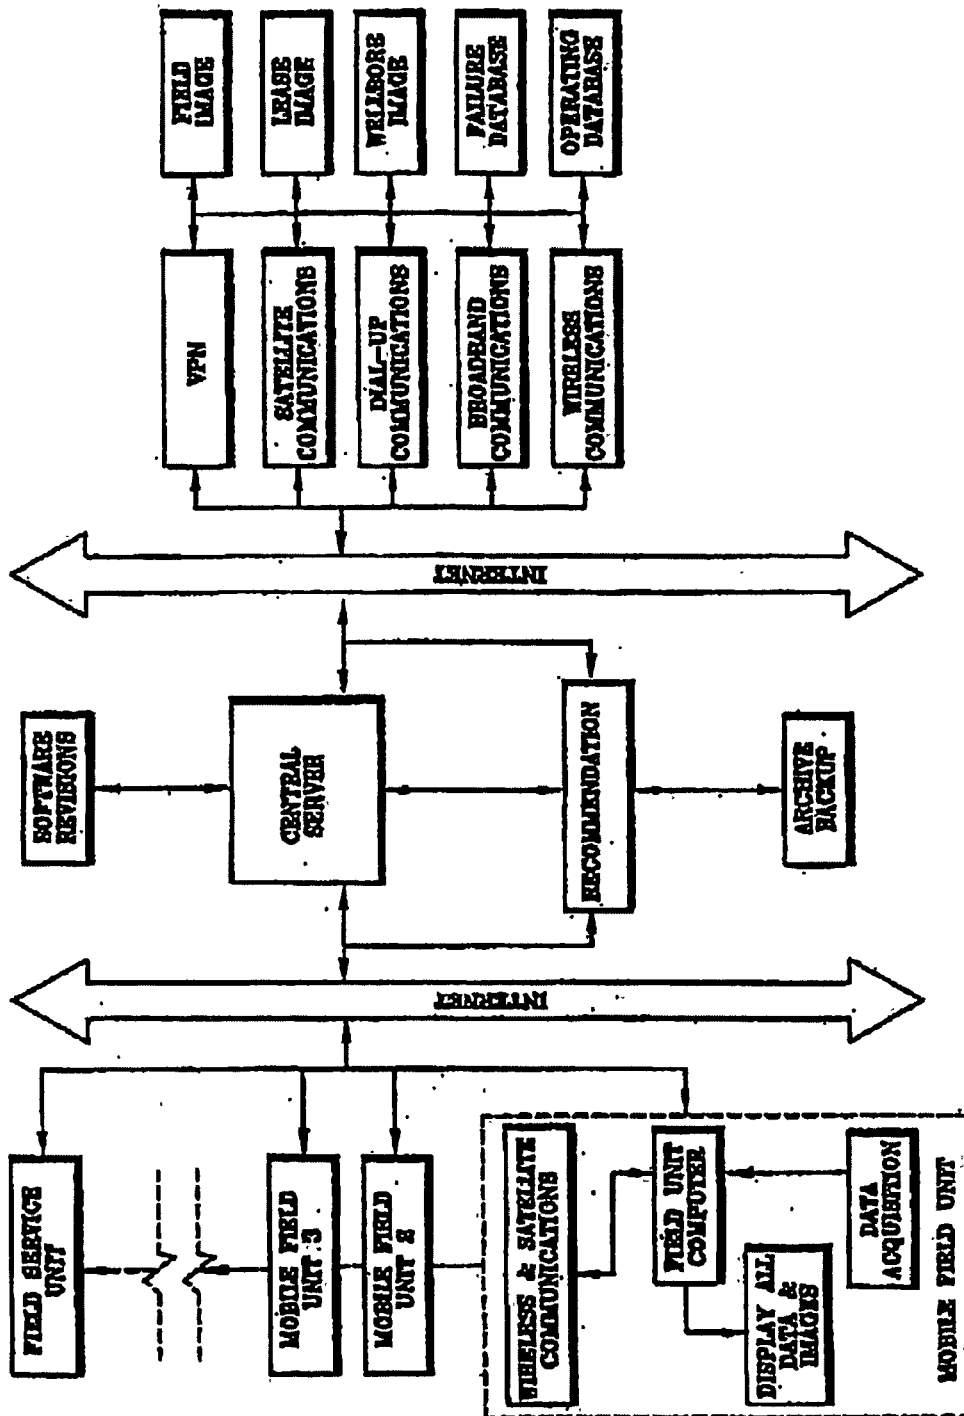 FIELD SERVICE
UNIT
MOBILE FIELD
UNIT 3
MOBILE FIELD
UNIT 2
WIRELESS & SATELLITE
COMMUNICATIONS
FIELD UNIT
COMPUTER
DISPLAY ALL
DATA &
IMAGES
DATA
ACQUISTION
MOBILE FIELD UNIT
INTERNET
SOFTWARE
REVISIONS
CENTRAL
SERVER
RECOMMENDATION
ARCHIVE
BACKUP
INTERNET
VPN
SATELLITE
COMMUNICATIONS
DIAL-UP
COMMUNICATIONS
BROADBAND
COMMUNICATIONS
WIRELESS
COMMUNICATIONS
FIELD
IMAGE
LEASE
IMAGE
WELLBORE
IMAGE
FAILURE
DATABASE
OPERATING
DATABASE